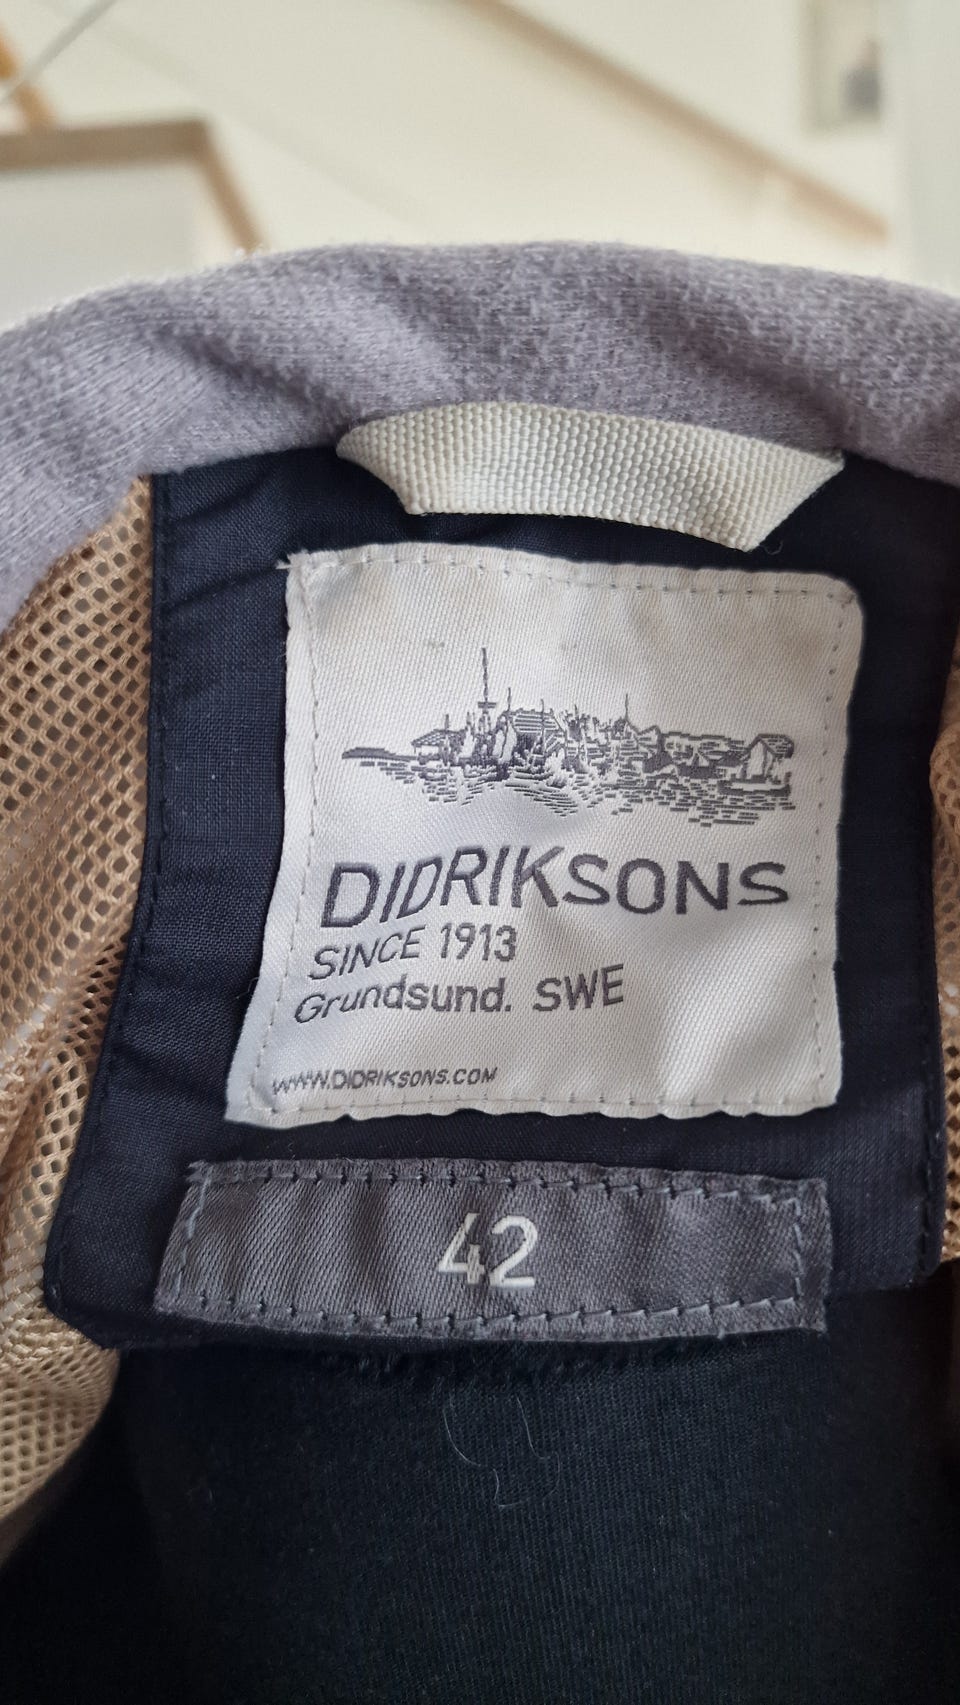 DIDRIKSONS
SINCE 1913
Grundsund. SWE
WWW.DIDRIKSONS.COM
42